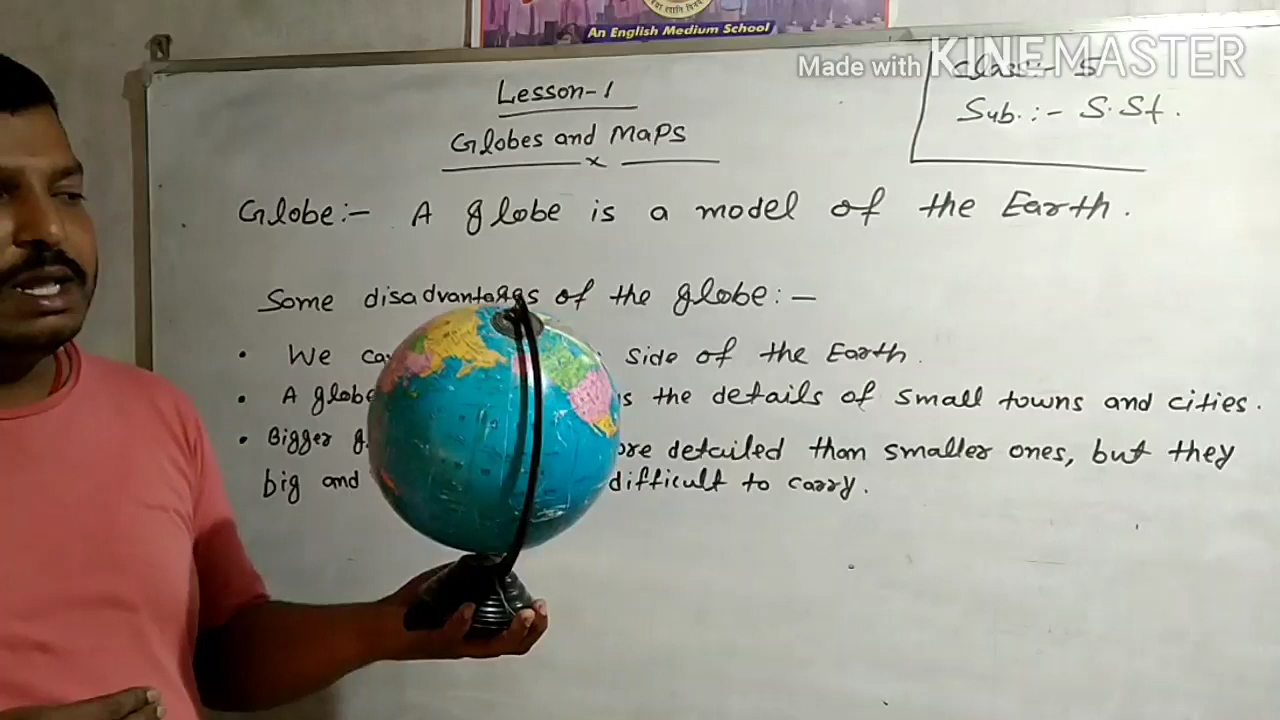 An English Medium School
Made with KINEMASTER
Class:- 5
Sub.:- S.St.
Lesson-1
Globes and Maps
x
Globe:- A globe is a model of the Earth.
Some disadvantages of the globe:-
• We side of the Earth.
• A globe the details of small towns and cities.
• Bigger detailed than smaller ones, but they
big and difficult to carry.